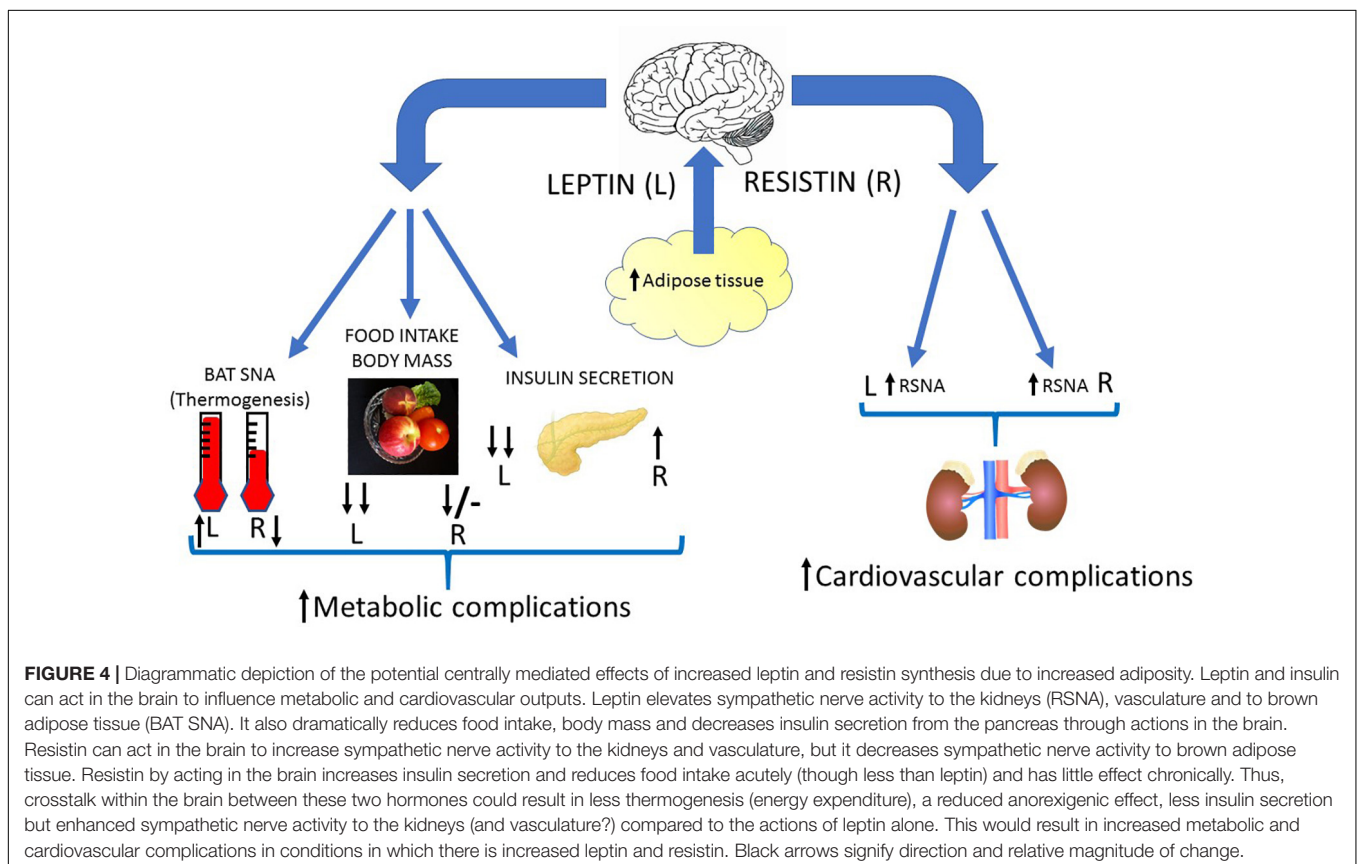 LEPTIN (L)
RESISTIN (R)
↑Adipose tissue
BAT SNA
(Thermogenesis)
↑L R↓
FOOD INTAKE
BODY MASS
↓↓ ↓/-
L R
INSULIN SECRETION
↓↓ ↑
L R
↑Metabolic complications
L ↑RSNA ↑RSNA R
↑Cardiovascular complications
FIGURE 4 | Diagrammatic depiction of the potential centrally mediated effects of increased leptin and resistin synthesis due to increased adiposity. Leptin and insulin
can act in the brain to influence metabolic and cardiovascular outputs. Leptin elevates sympathetic nerve activity to the kidneys (RSNA), vasculature and to brown
adipose tissue (BAT SNA). It also dramatically reduces food intake, body mass and decreases insulin secretion from the pancreas through actions in the brain.
Resistin can act in the brain to increase sympathetic nerve activity to the kidneys and vasculature, but it decreases sympathetic nerve activity to brown adipose
tissue. Resistin by acting in the brain increases insulin secretion and reduces food intake acutely (though less than leptin) and has little effect chronically. Thus,
crosstalk within the brain between these two hormones could result in less thermogenesis (energy expenditure), a reduced anorexigenic effect, less insulin secretion
but enhanced sympathetic nerve activity to the kidneys (and vasculature?) compared to the actions of leptin alone. This would result in increased metabolic and
cardiovascular complications in conditions in which there is increased leptin and resistin. Black arrows signify direction and relative magnitude of change.